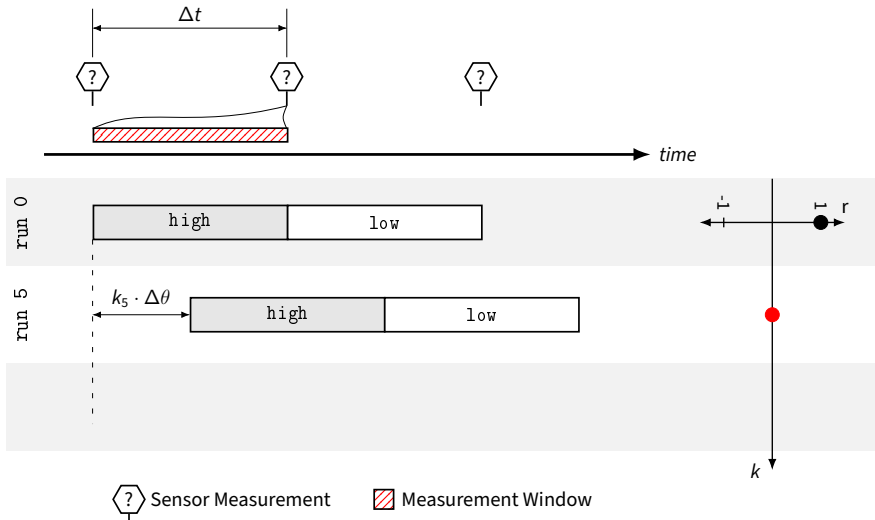 Δt
? ? ?
time
run 0
high low
-1 1 r
run 5
k₅ · Δθ
high low
k
? Sensor Measurement
Measurement Window